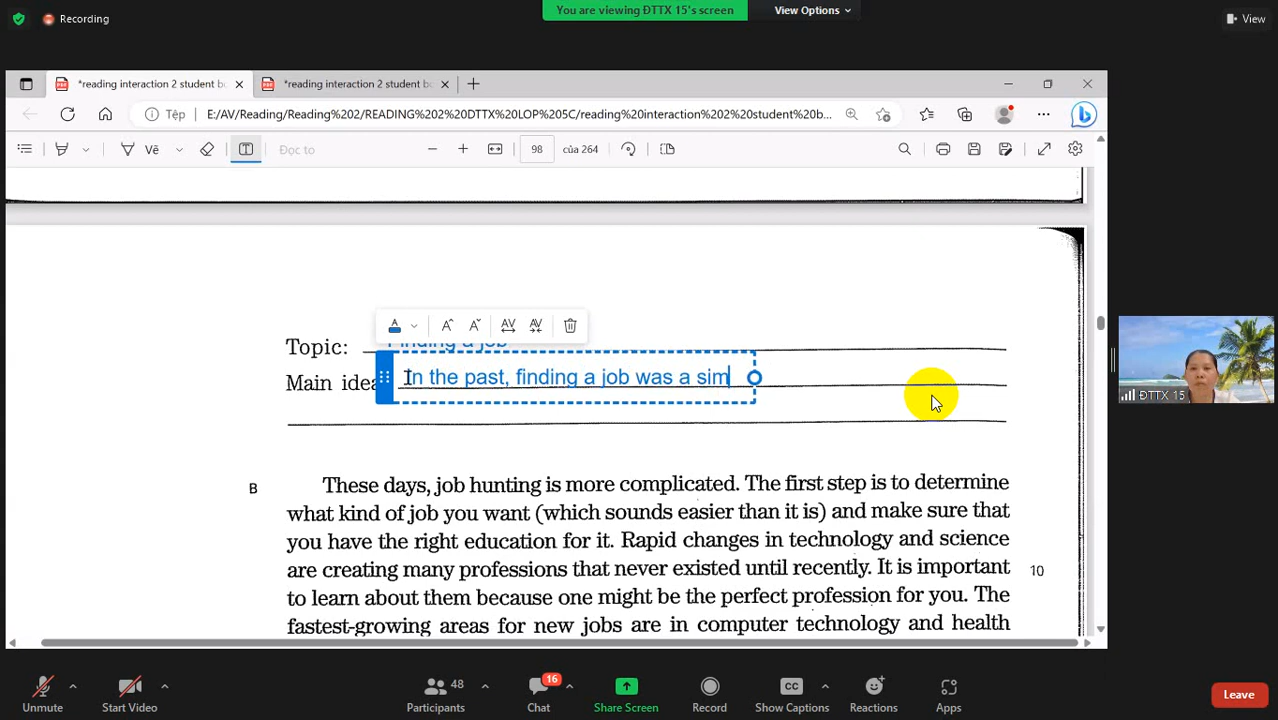 Recording
You are viewing ĐTTX 15's screen
View Options
View
*reading interaction 2 student bo
*reading interaction 2 student bo
Tệp
E:/AV/Reading/Reading%202/READING%202%20DTTX%20LOP%205C/reading%20interaction%202%20student%20b...
Vẽ
Đọc to
98
của 264
Topic: Finding a job
Main idea In the past, finding a job was a sim
ĐTTX 15
B
These days, job hunting is more complicated. The first step is to determine
what kind of job you want (which sounds easier than it is) and make sure that
you have the right education for it. Rapid changes in technology and science
are creating many professions that never existed until recently. It is important 10
to learn about them because one might be the perfect profession for you. The
fastest-growing areas for new jobs are in computer technology and health
Unmute
Start Video
48
Participants
16
Chat
Share Screen
Record
CC
Show Captions
Reactions
Apps
Leave